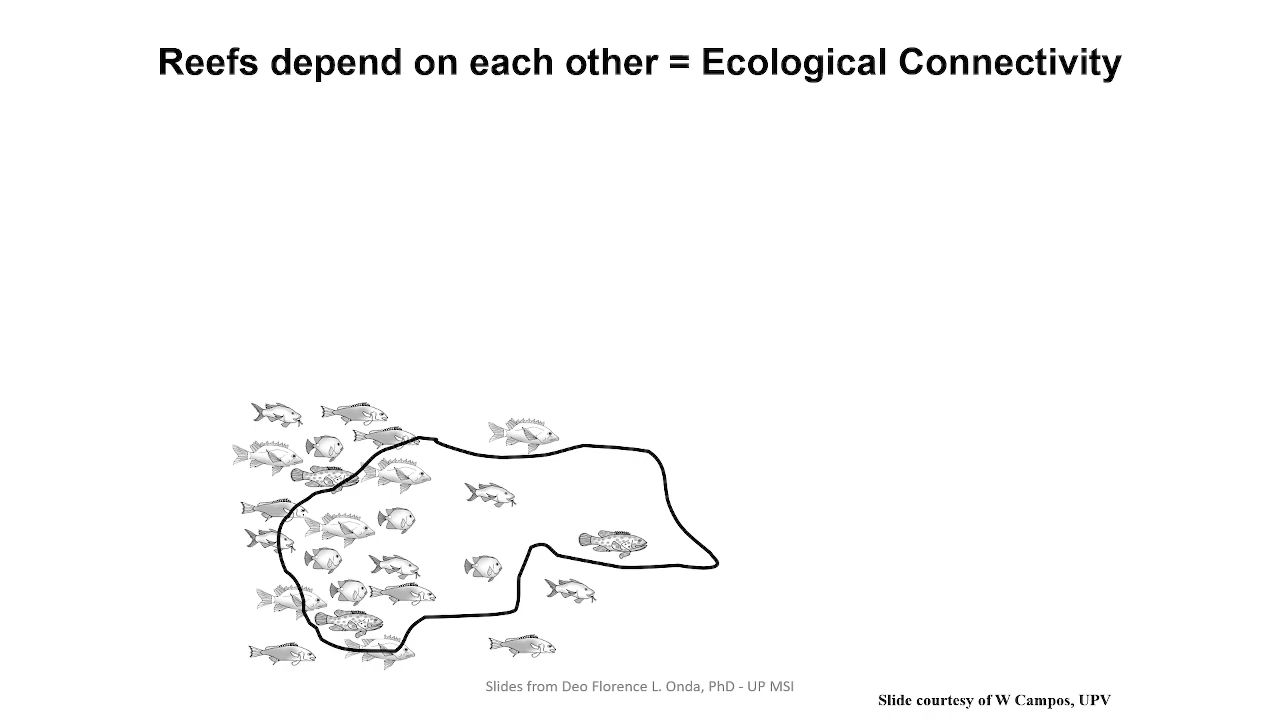 Reefs depend on each other = Ecological Connectivity
Slides from Deo Florence L. Onda, PhD - UP MSI
Slide courtesy of W Campos, UPV